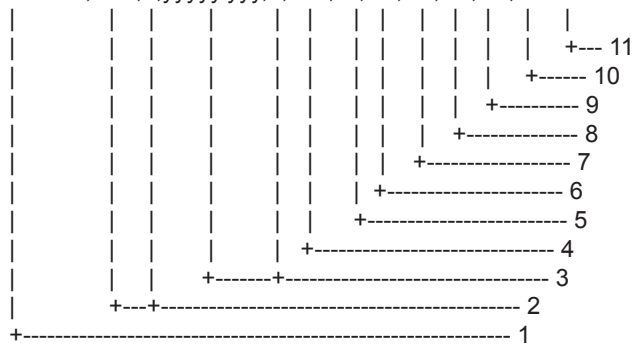 | | | | | | | | | | | | |
| | | | | | | | | | | | +--- 11
| | | | | | | | | | | +------ 10
| | | | | | | | | | +---------- 9
| | | | | | | | | +-------------- 8
| | | | | | | | +------------------ 7
| | | | | | | +---------------------- 6
| | | | | | +------------------------- 5
| | | | | +------------------------------- 4
| | | +-------+--------------------------------- 3
| +---+--------------------------------------------- 2
+------------------------------------------------------------- 1